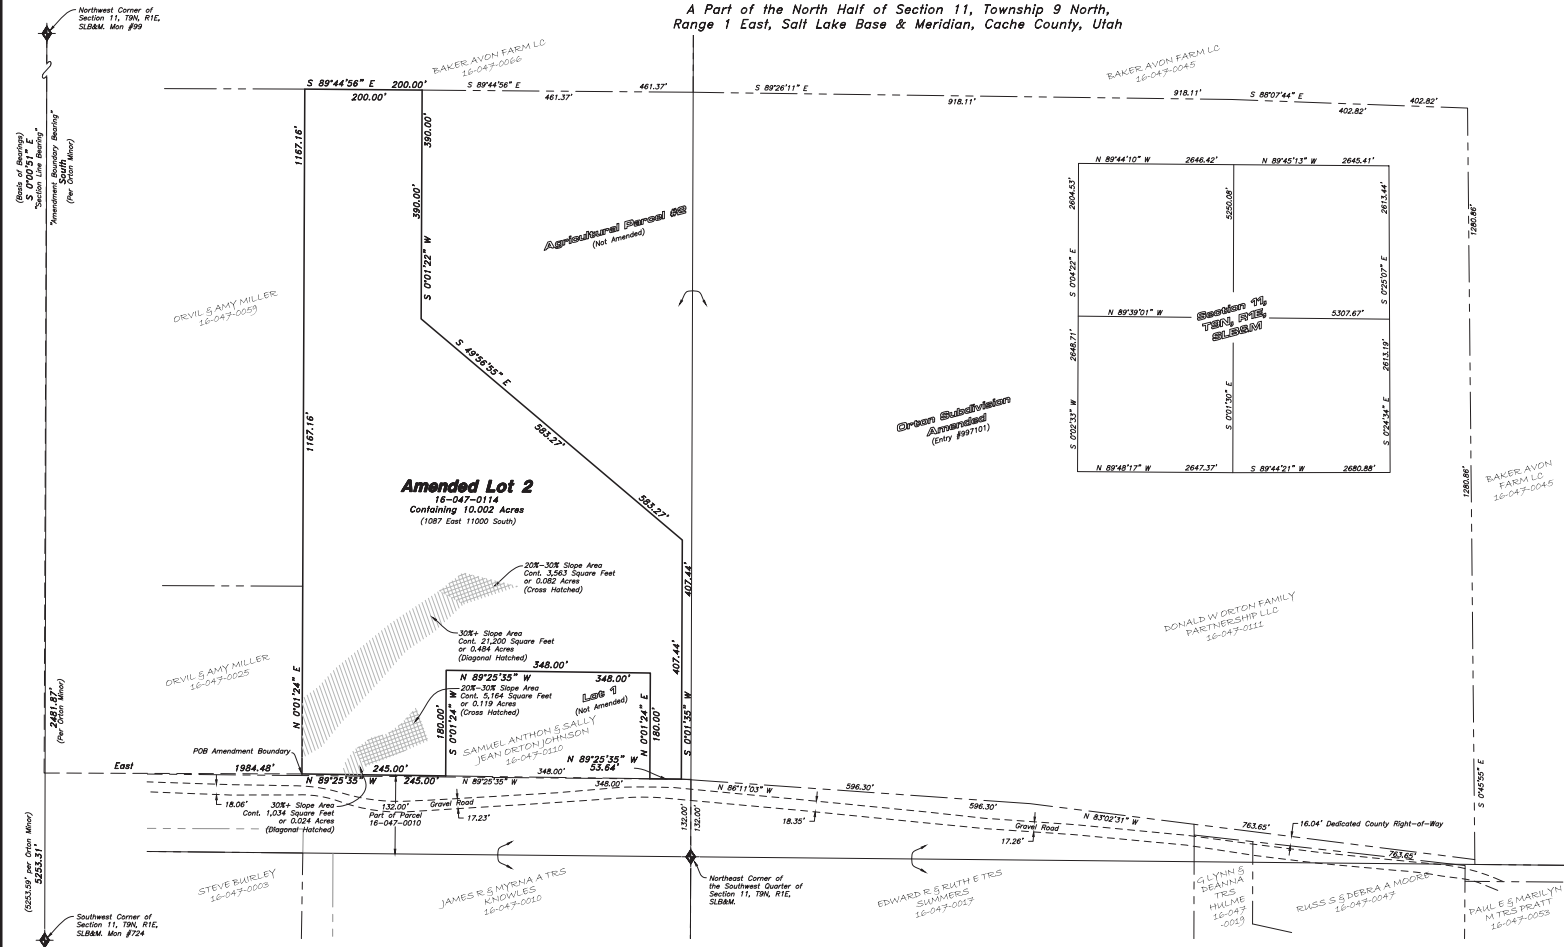 A Part of the North Half of Section 11, Township 9 North,
Range 1 East, Salt Lake Base & Meridian, Cache County, Utah
Northwest Corner of
Section 11, T9N, R1E,
SLB&M. Mon #99
(Basis of Bearings)
S 0°00'51" E
"Section Line Bearing"
"Amendment Boundary Bearing"
South
(Per Orton Minor)
BAKER AVON FARM LC
16-047-0066
BAKER AVON FARM LC
16-047-0045
S 89°44'56" E 200.00'
200.00'
S 89°44'56" E
461.37'
461.37'
S 89°26'11" E
918.11'
918.11'
S 88°07'44" E
402.82'
402.82'
1167.16'
390.00'
390.00'
S 0°01'22" W
Agricultural Parcel #2
(Not Amended)
N 89°44'10" W 2646.42'
N 89°45'13" W 2645.41'
2604.53'
5250.08'
2613.44'
S 0°04'22" E
S 0°25'07" E
1280.86'
Section 11,
T9N, R1E,
SLB&M
N 89°39'01" W
5307.67'
2648.71'
2613.19'
S 0°02'33" W
S 0°01'30" E
S 0°24'34" E
N 89°48'17" W 2647.37'
S 89°44'21" W 2680.88'
ORVIL & AMY MILLER
16-047-0059
S 49°56'55" E
583.27'
583.27'
1167.16'
Orton Subdivision
Amended
(Entry #997101)
1280.86'
BAKER AVON
FARM LC
16-047-0045
Amended Lot 2
16-047-0114
Containing 10.002 Acres
(1087 East 11000 South)
20%-30% Slope Area
Cont. 3,563 Square Feet
or 0.082 Acres
(Cross Hatched)
407.44'
407.44'
S 0°01'35" W
DONALD W ORTON FAMILY
PARTNERSHIP LLC
16-047-0111
30%+ Slope Area
Cont. 21,200 Square Feet
or 0.484 Acres
(Diagonal Hatched)
348.00'
N 89°25'35" W 348.00'
20%-30% Slope Area
Cont. 5,164 Square Feet
or 0.119 Acres
(Cross Hatched)
Lot 1
(Not Amended)
ORVIL & AMY MILLER
16-047-0025
N 0°01'24" E
180.00'
S 0°01'24" W
N 0°01'24" E
180.00'
SAMUEL ANTHON & SALLY
JEAN ORTON JOHNSON
16-047-0110
2481.87'
(Per Orton Minor)
POB Amendment Boundary
East
1984.48'
245.00'
N 89°25'35" W 245.00'
348.00'
N 89°25'35" W
348.00'
N 89°25'35" W
53.64'
N 86°11'03" W
596.30'
596.30'
N 83°02'31" W
763.65'
763.65'
S 0°45'55" E
16.04' Dedicated County Right-of-Way
18.06'
30%+ Slope Area
Cont. 1,034 Square Feet
or 0.024 Acres
(Diagonal Hatched)
132.00'
Part of Parcel
16-047-0010
Gravel Road
17.23'
132.00'
132.00'
18.35'
Gravel Road
17.26'
(5253.59' per Orton Minor)
5253.31'
STEVE BUIRLEY
16-047-0003
JAMES R & MYRNA A TRS
KNOWLES
16-047-0010
Northeast Corner of
the Southwest Quarter of
Section 11, T9N, R1E,
SLB&M.
EDWARD R & RUTH E TRS
SUMMERS
16-047-0017
GLYNN &
DEANNA
TRS
HULME
16-047
-0019
RUSS S & DEBRA A MOORE
16-047-0047
PAUL E & MARILYN
M TRS PRATT
16-047-0053
Southwest Corner of
Section 11, T9N, R1E,
SLB&M. Mon #724